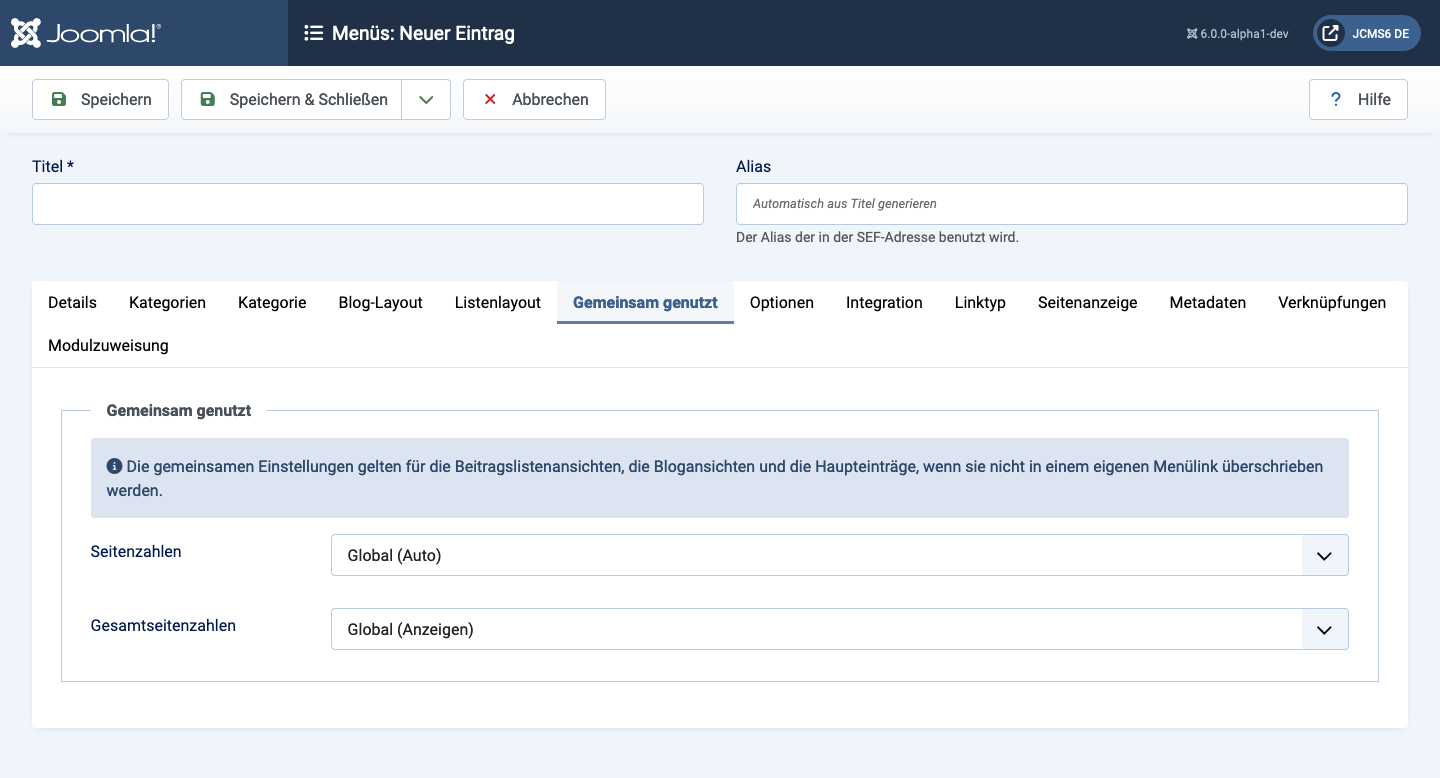 Joomla!®
Menüs: Neuer Eintrag
6.0.0-alpha1-dev
JCMS6 DE
Speichern
Speichern & Schließen
Abbrechen
? Hilfe
Titel *
Alias
Automatisch aus Titel generieren
Der Alias der in der SEF-Adresse benutzt wird.
Details Kategorien Kategorie Blog-Layout Listenlayout Gemeinsam genutzt Optionen Integration Linktyp Seitenanzeige Metadaten Verknüpfungen
Modulzuweisung
Gemeinsam genutzt
Die gemeinsamen Einstellungen gelten für die Beitragslistenansichten, die Blogansichten und die Haupteinträge, wenn sie nicht in einem eigenen Menülink überschrieben
werden.
Seitenzahlen
Global (Auto)
Gesamtseitenzahlen
Global (Anzeigen)